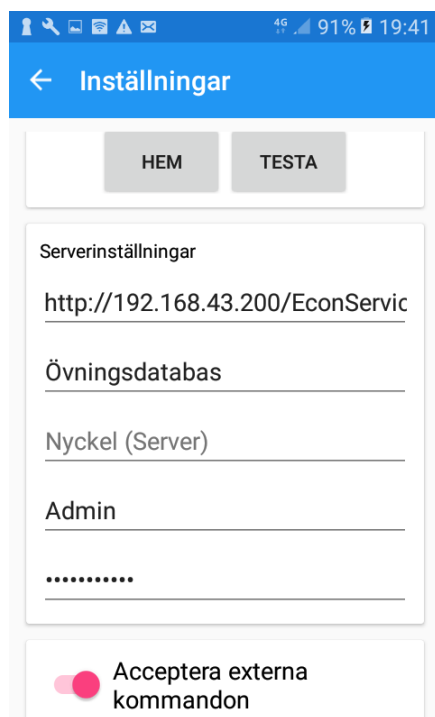 4G 91% 19:41
Inställningar
HEM TESTA
Serverinställningar
http://192.168.43.200/EconServic
Övningsdatabas
Nyckel (Server)
Admin
•••••••••••
Acceptera externa
kommandon